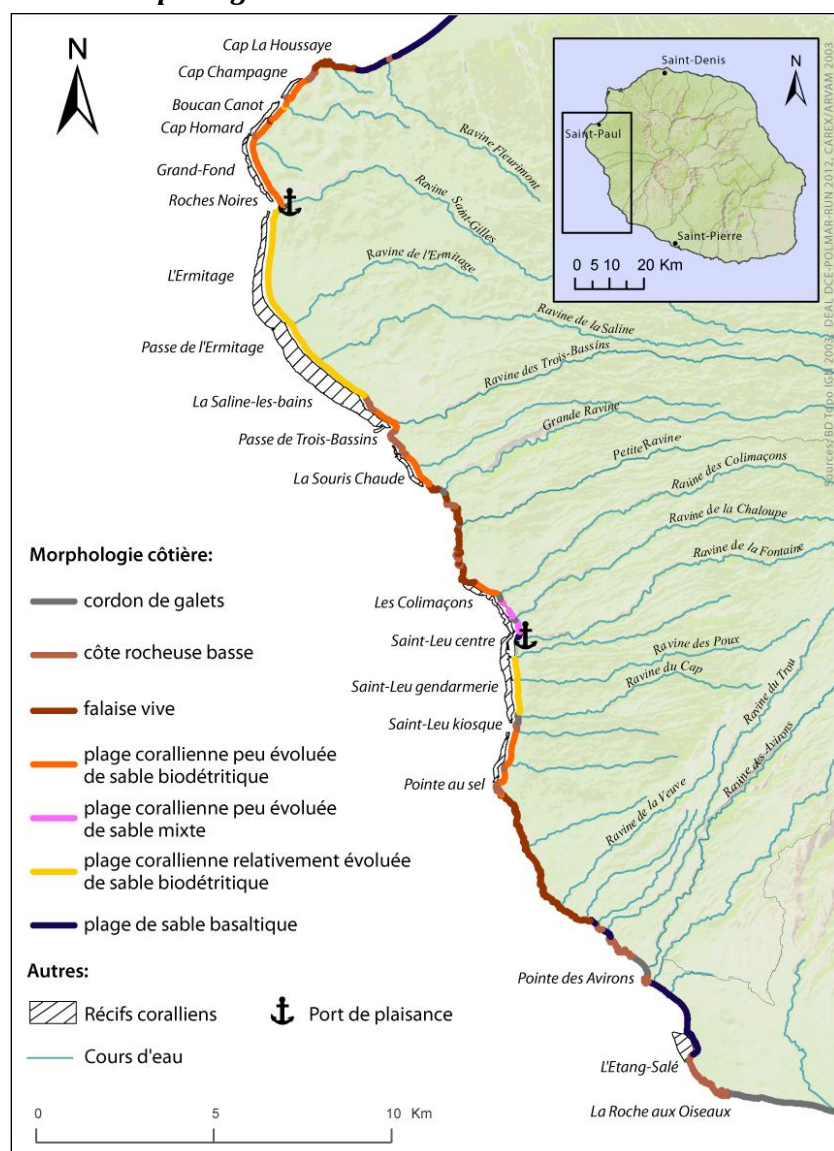 Cap La Houssaye
Cap Champagne
Boucan Canot
Cap Homard
Grand-Fond
Roches Noires
L'Ermitage
Passe de l'Ermitage
La Saline-les-bains
Passe de Trois-Bassins
La Souris Chaude
Les Colimaçons
Saint-Leu centre
Saint-Leu gendarmerie
Saint-Leu kiosque
Pointe au sel
Pointe des Avirons
L'Etang-Salé
La Roche aux Oiseaux
Ravine Fleurimont
Ravine Saint-Gilles
Ravine de l'Ermitage
Ravine de la Saline
Ravine des Trois-Bassins
Grande Ravine
Petite Ravine
Ravine des Colimaçons
Ravine de la Chaloupe
Ravine de la Fontaine
Ravine des Poux
Ravine du Cap
Ravine du Trou
Ravine des Avirons
Ravine de la Veuve
N
Saint-Denis
N
Saint-Paul
Saint-Pierre
0 5 10 20 Km
Sources: BD Topo IGN 2003, DEAL DCE-POLMAR-RUN 2012, CAREX/ARVAM 2003
Morphologie côtière:
cordon de galets
côte rocheuse basse
falaise vive
plage corallienne peu évoluée
de sable biodétritique
plage corallienne peu évoluée
de sable mixte
plage corallienne relativement évoluée
de sable biodétritique
plage de sable basaltique
Autres:
Récifs coralliens
Port de plaisance
Cours d'eau
0 5 10 Km